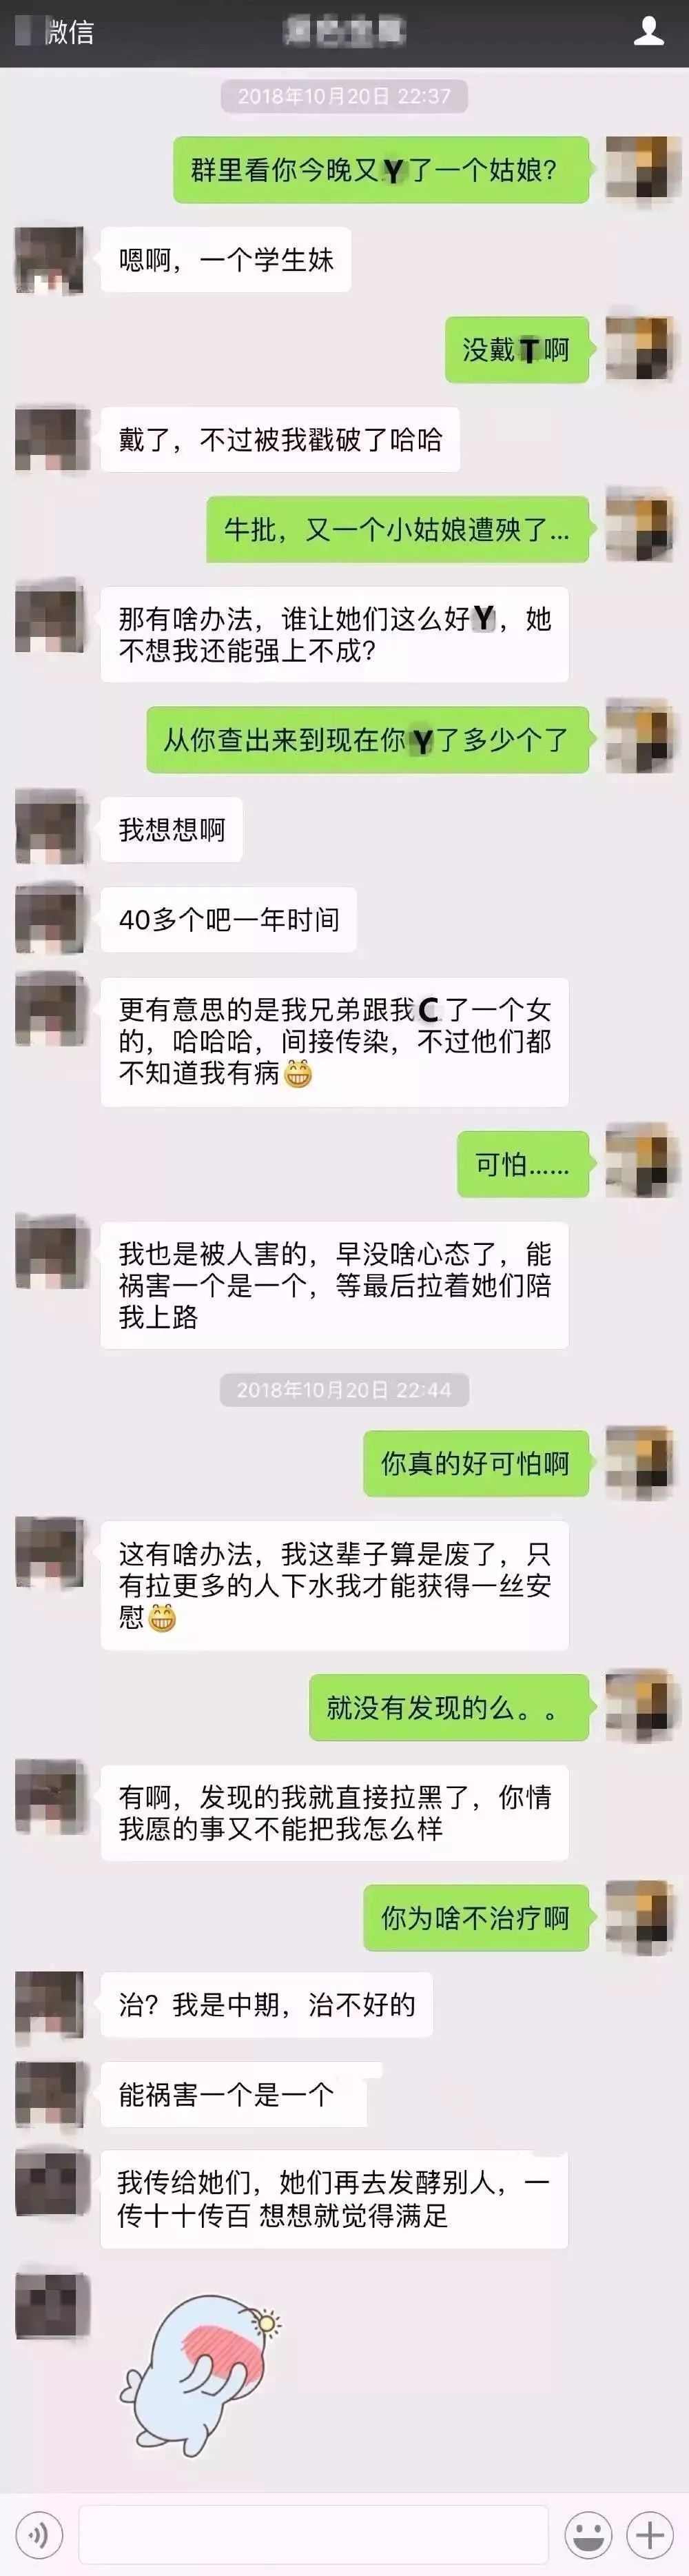 微信
2018年10月20日 22:37
群里看你今晚又Y了一个姑娘?
嗯啊，一个学生妹
没戴T啊
戴了，不过被我戳破了哈哈
牛批，又一个小姑娘遭殃了...
那有啥办法，谁让她们这么好Y，她
不想我还能强上不成?
从你查出来到现在你Y了多少个了
我想想啊
40多个吧一年时间
更有意思的是我兄弟跟我C了一个女
的，哈哈哈，间接传染，不过他们都
不知道我有病😁
可怕......
我也是被人害的，早没啥心态了，能
祸害一个是一个，等最后拉着她们陪
我上路
2018年10月20日 22:44
你真的好可怕啊
这有啥办法，我这辈子算是废了，只
有拉更多的人下水我才能获得一丝安
慰😁
就没有发现的么。。
有啊，发现的我就直接拉黑了，你情
我愿的事又不能把我怎么样
你为啥不治疗啊
治？我是中期，治不好的
能祸害一个是一个
我传给她们，她们再去发酵别人，一
传十十传百 想想就觉得满足